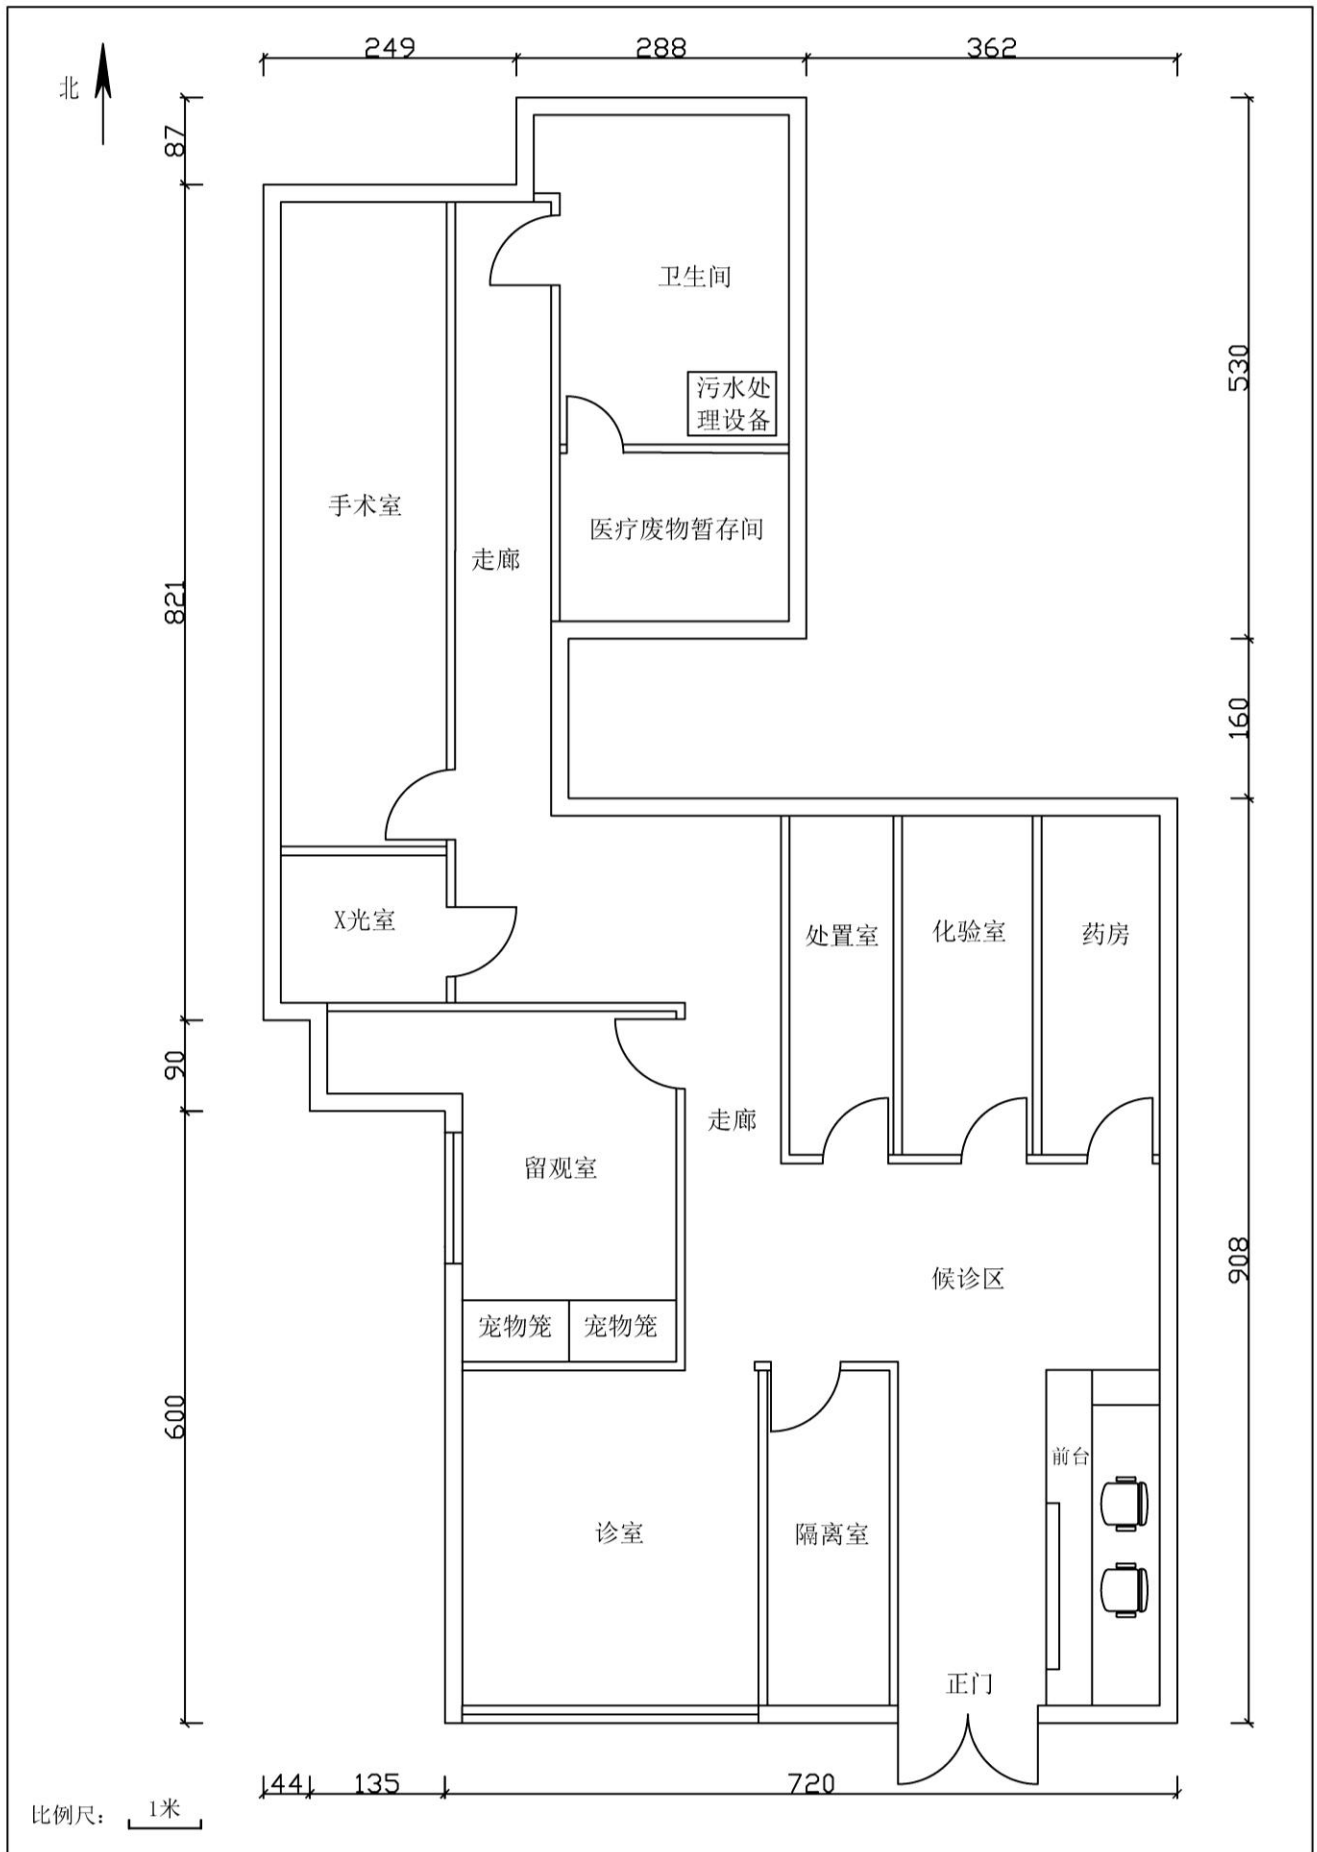 249
288
362
北
87
卫生间
530
污水处
理设备
手术室
医疗废物暂存间
走廊
821
160
X光室
处置室
化验室
药房
90
走廊
留观室
908
候诊区
宠物笼
宠物笼
600
前台
诊室
隔离室
正门
44
135
720
比例尺：
1米